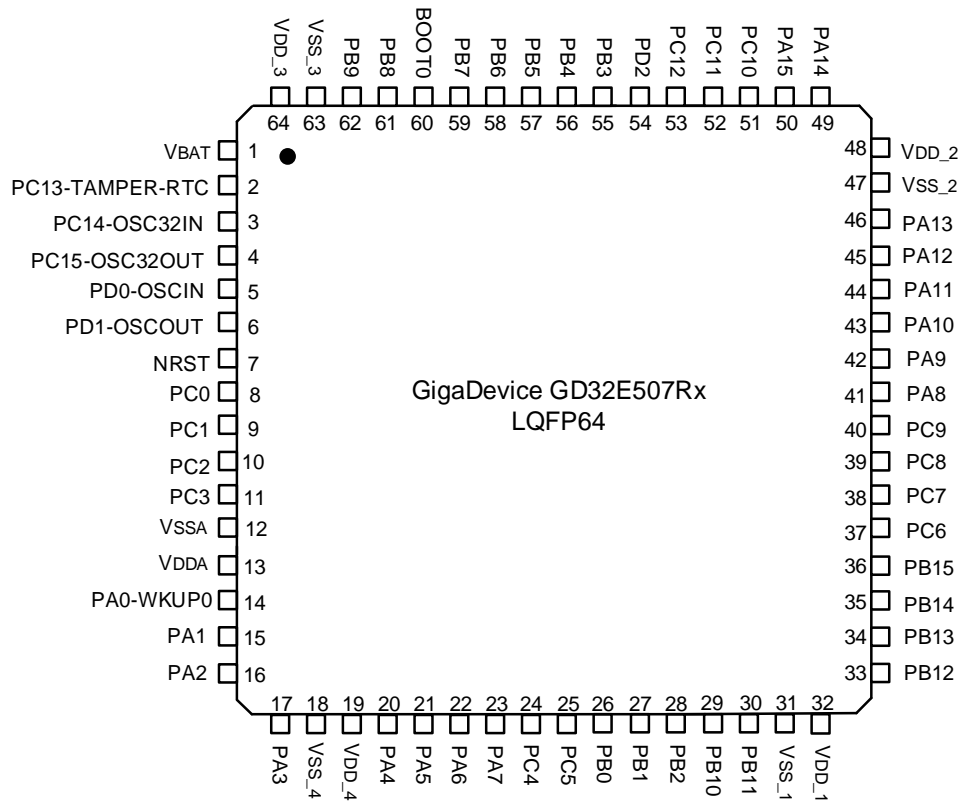 VDD_3
VSS_3
PB9
PB8
BOOT0
PB7
PB6
PB5
PB4
PB3
PD2
PC12
PC11
PC10
PA15
PA14
64 63 62 61 60 59 58 57 56 55 54 53 52 51 50 49
VBAT 1
PC13-TAMPER-RTC 2
PC14-OSC32IN 3
PC15-OSC32OUT 4
PD0-OSCIN 5
PD1-OSCOUT 6
NRST 7
PC0 8
PC1 9
PC2 10
PC3 11
VSSA 12
VDDA 13
PA0-WKUP0 14
PA1 15
PA2 16
GigaDevice GD32E507Rx
LQFP64
48 VDD_2
47 VSS_2
46 PA13
45 PA12
44 PA11
43 PA10
42 PA9
41 PA8
40 PC9
39 PC8
38 PC7
37 PC6
36 PB15
35 PB14
34 PB13
33 PB12
17 18 19 20 21 22 23 24 25 26 27 28 29 30 31 32
PA3
VSS_4
VDD_4
PA4
PA5
PA6
PA7
PC4
PC5
PB0
PB1
PB2
PB10
PB11
VSS_1
VDD_1